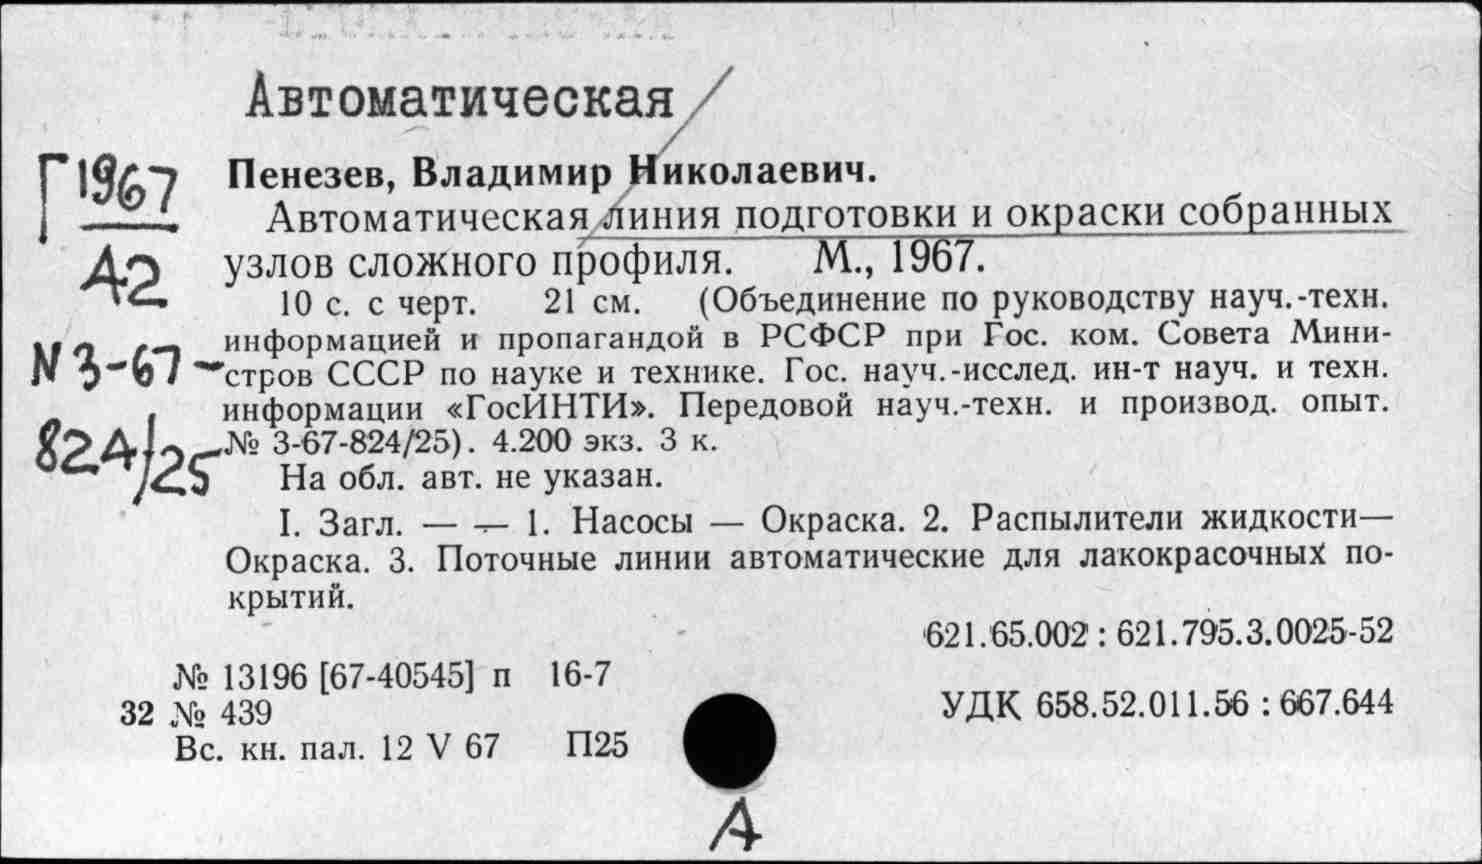 Автоматическая
Г 1967
А2
N 3-67-
824/25
Пенезев, Владимир Николаевич.
Автоматическая линия подготовки и окраски собранных
узлов сложного профиля. М., 1967.
10 с. с черт. 21 см. (Объединение по руководству науч.-техн.
информацией и пропагандой в РСФСР при Гос. ком. Совета Мини-
стров СССР по науке и технике. Гос. науч.-исслед. ин-т науч. и техн.
информации «ГосИНТИ». Передовой науч.-техн. и производ. опыт.
№ 3-67-824/25). 4.200 экз. 3 к.
На обл. авт. не указан.
I. Загл. — — 1. Насосы — Окраска. 2. Распылители жидкости—
Окраска. 3. Поточные линии автоматические для лакокрасочных по-
крытий.
621.65.002 : 621.795.3.0025-52
№ 13196 [67-40545] п 16-7
32 № 439
УДК 658.52.011.56 : 667.644
Вс. кн. пал. 12 V 67 П25
А